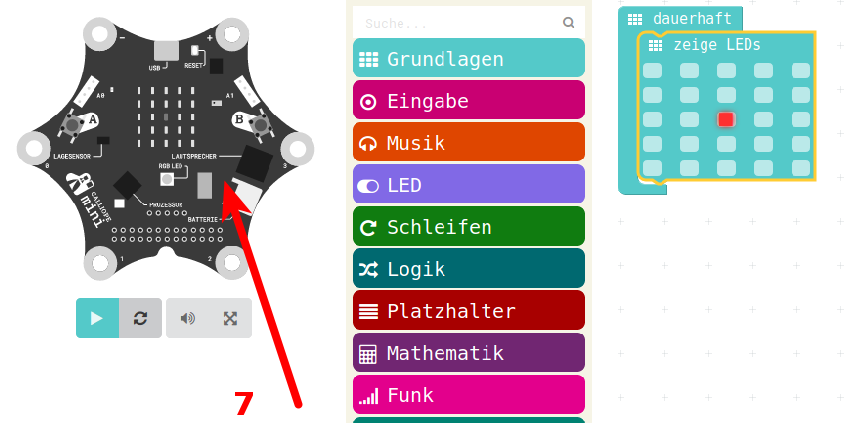 − +
USB
RESET
A0
A1
A
B
LAGESENSOR
LAUTSPRECHER
RGB LED
0
3
PROZESSOR
BATTERIE
CALLIOPE
mini
1
2
7
Suche...
Grundlagen
Eingabe
Musik
LED
Schleifen
Logik
Platzhalter
Mathematik
Funk
dauerhaft
zeige LEDs